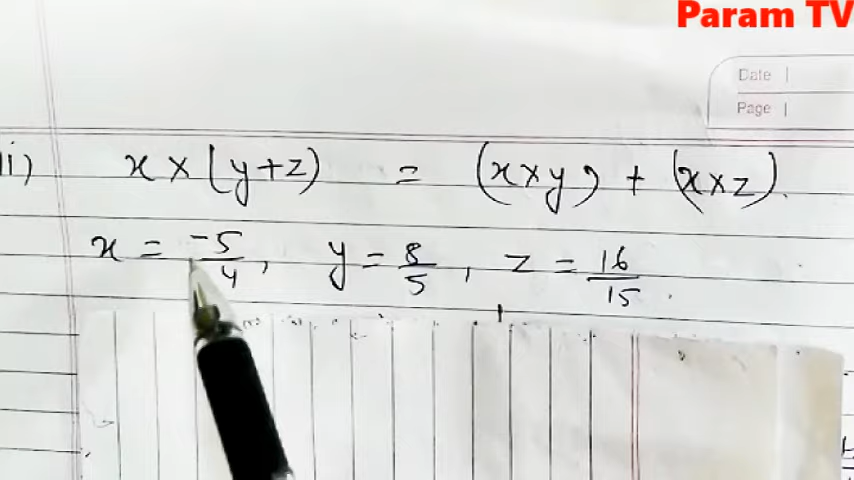 Param TV
Date
Page
ii) x × (y+z) = (x×y) + (x×z).
x = -5/4, y = 8/5, z = 16/15.